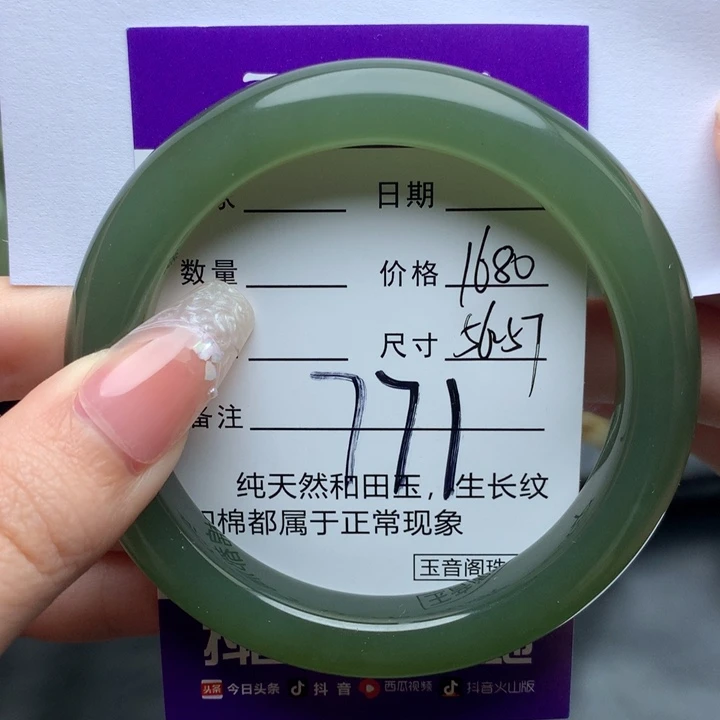 日期
数量 价格 1680
尺寸 56-57
备注 771
纯天然和田玉，生长纹
棉都属于正常现象
玉音阁珠
头条 今日头条 抖音 西瓜视频 抖音火山版